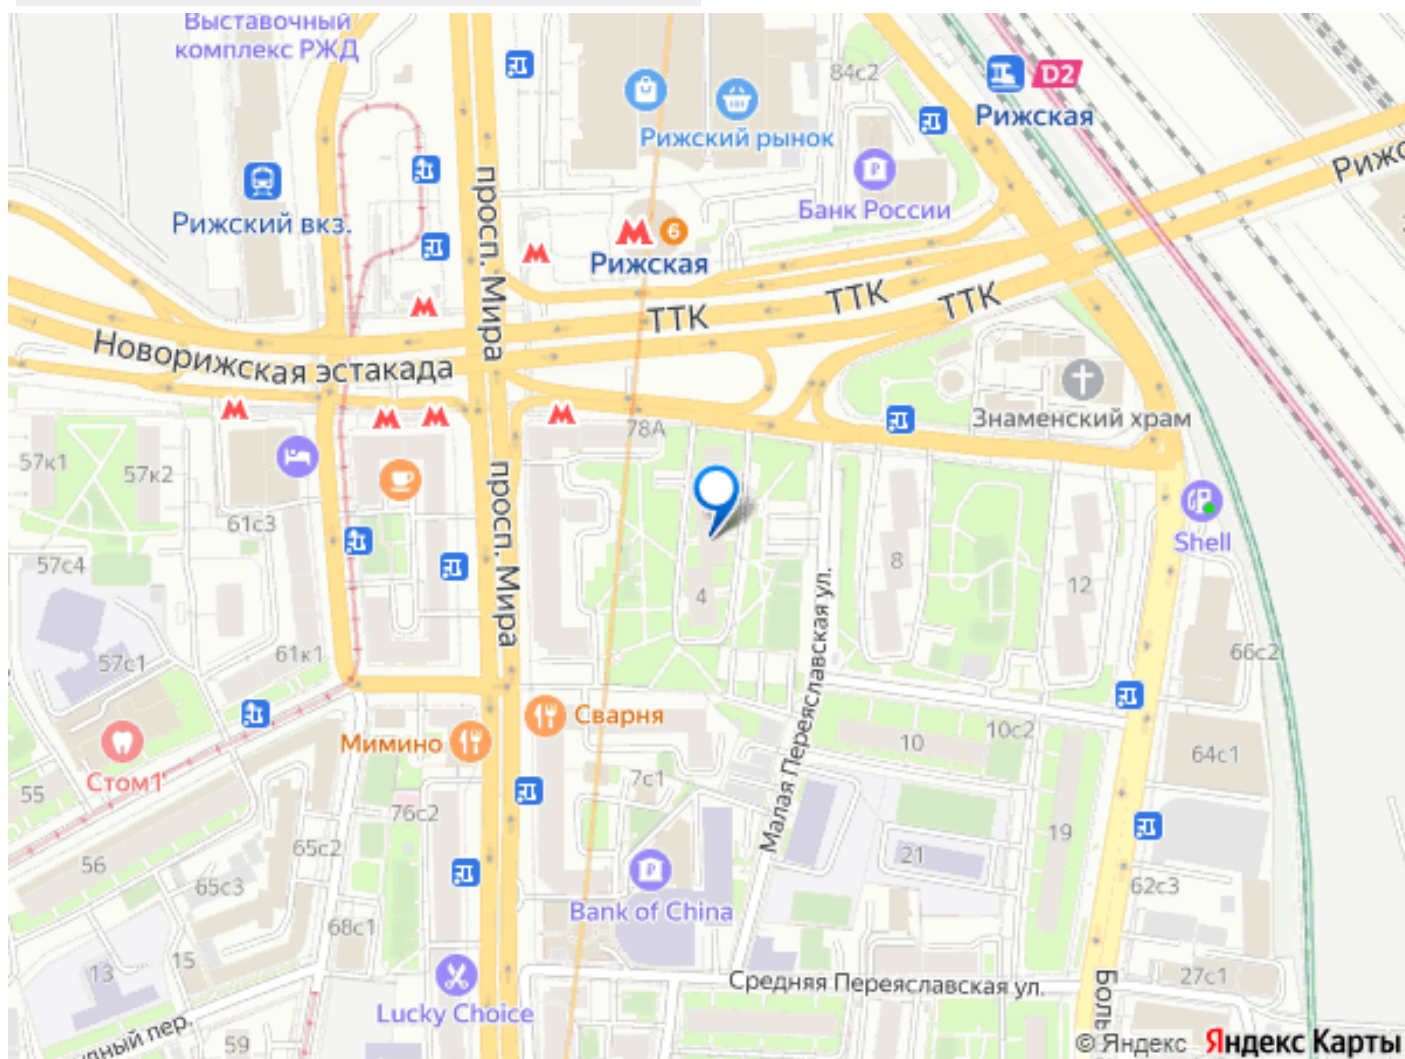 Выставочный
комплекс РЖД
84с2
D2
Рижская
Рижский рынок
просп. Мира
Рижский вкз.
Банк России
6
Рижская
ТТК
ТТК
ТТК
Новорижская эстакада
Знаменский храм
78А
57к1
57к2
просп. Мира
61с3
Shell
57с4
8
12
4
Малая Переяславская ул.
57с1
61к1
66с2
Сварня
Мимино
10
10с2
64с1
Стом1
7с1
55
76с2
19
65с2
56
21
65с3
62с3
Bank of China
68с1
15
13
27с1
Средняя Переяславская ул.
Lucky Choice
пер.
59
© Яндекс Яндекс Карты